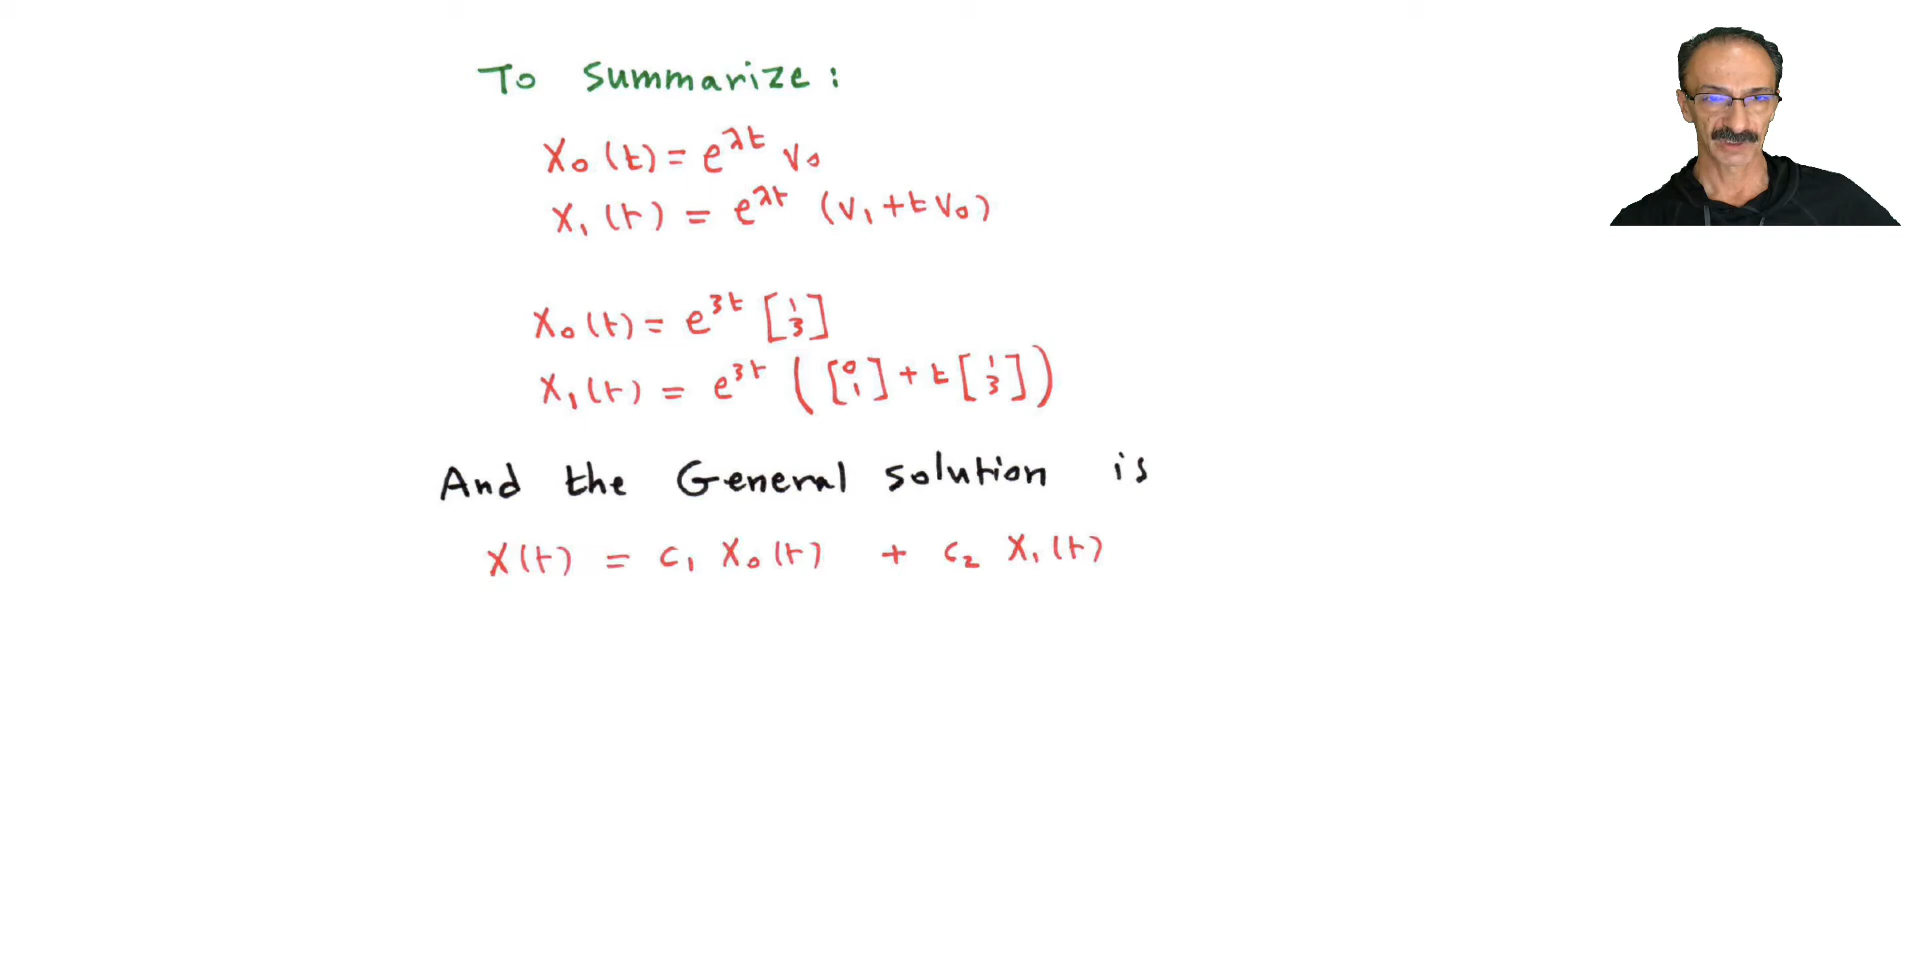 To Summarize:
X₀(t) = e^{λt} v₀
X₁(t) = e^{λt} (v₁ + t v₀)
X₀(t) = e^{3t} [1 3]
X₁(t) = e^{3t} ([0 1] + t [1 3])
And the General solution is
X(t) = c₁ X₀(t) + c₂ X₁(t)